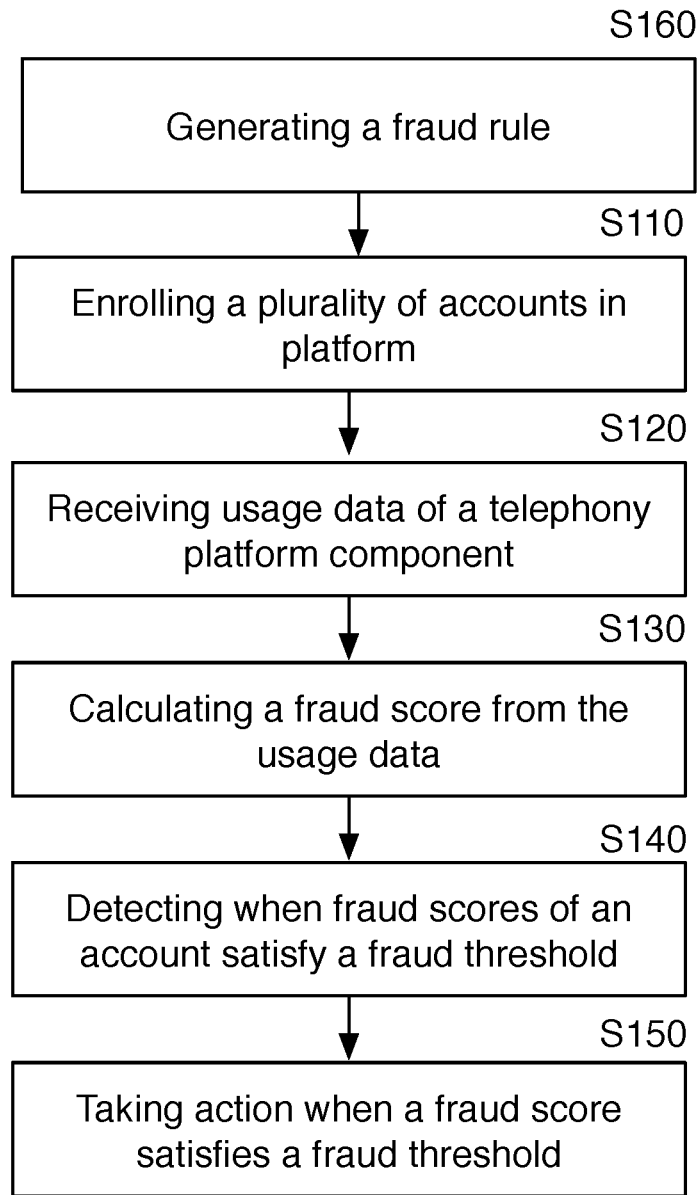 S160
Generating a fraud rule
S110
Enrolling a plurality of accounts in
platform
S120
Receiving usage data of a telephony
platform component
S130
Calculating a fraud score from the
usage data
S140
Detecting when fraud scores of an
account satisfy a fraud threshold
S150
Taking action when a fraud score
satisfies a fraud threshold